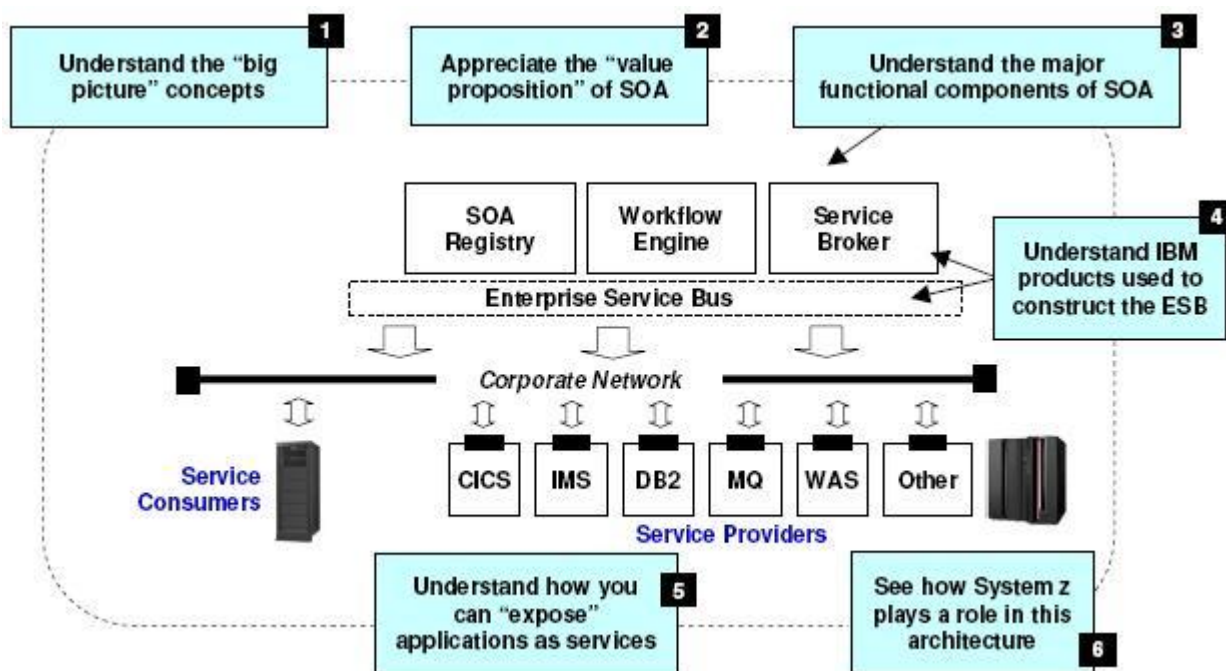 1
Understand the “big
picture” concepts
2
Appreciate the “value
proposition” of SOA
3
Understand the major
functional components of SOA
SOA
Registry
Workflow
Engine
Service
Broker
4
Understand IBM
products used to
construct the ESB
Enterprise Service Bus
Corporate Network
Service
Consumers
CICS
IMS
DB2
MQ
WAS
Other
Service Providers
5
Understand how you
can “expose”
applications as services
See how System z
plays a role in this
architecture
6